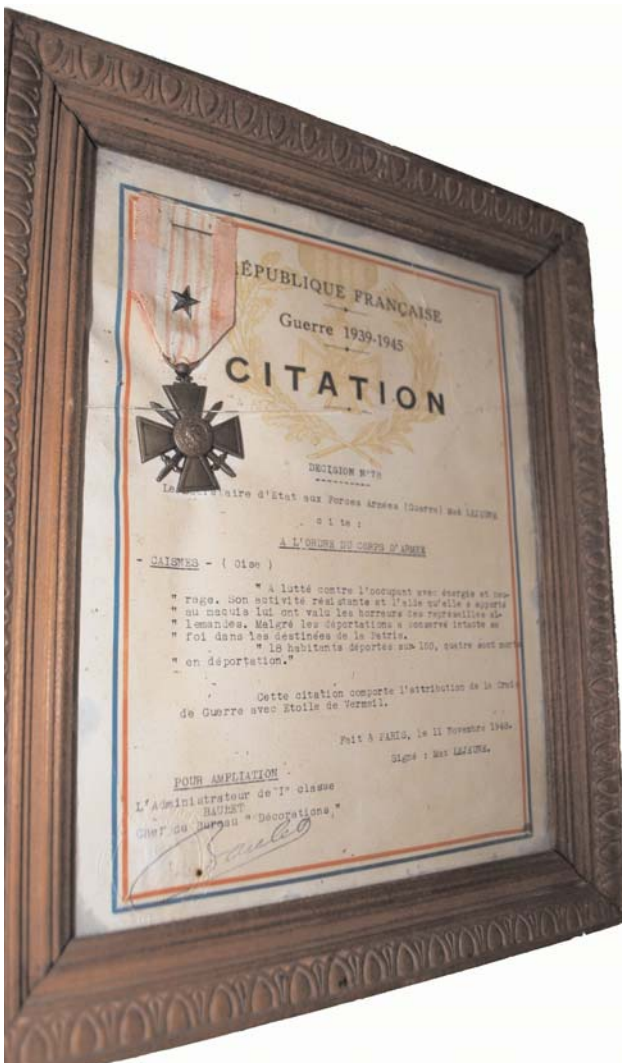 RÉPUBLIQUE FRANÇAISE
Guerre 1939-1945
CITATION
DECISION N°78
Le Secrétaire d'Etat aux Forces Armées (Guerre) Max LEJEUNE
cite :
A L'ORDRE DU CORPS D'ARMEE
- CAISNES - ( Oise )
" A lutté contre l'occupant avec énergie et cou-
" rage. Son activité résistante et l'aide qu'elle a apporté
" au maquis lui ont valu les horreurs des représailles al-
" lemandes. Malgré les déportations a conservé intacte sa
" foi dans les destinées de la Patrie.
" 18 habitants déportés sur 100, quatre sont morts
" en déportation."
Cette citation comporte l'attribution de la Croix
de Guerre avec Etoile de Vermeil.
Fait à PARIS, le 11 Novembre 1948.
Signé : Max LEJEUNE.
POUR AMPLIATION
L'Administrateur de I° classe
BAURET
Chef du Bureau "Décorations"